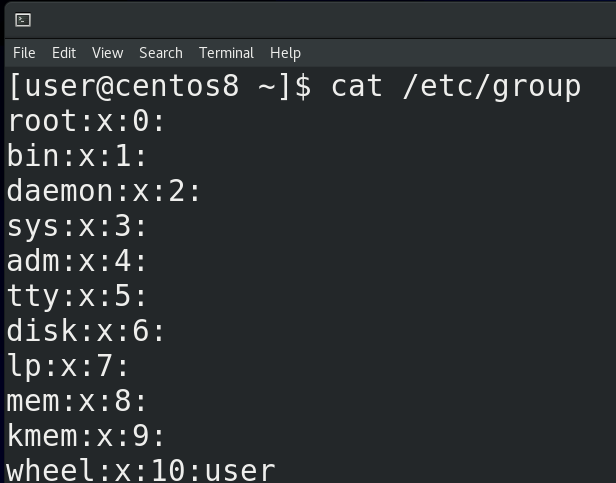 File Edit View Search Terminal Help
[user@centos8 ~]$ cat /etc/group
root:x:0:
bin:x:1:
daemon:x:2:
sys:x:3:
adm:x:4:
tty:x:5:
disk:x:6:
lp:x:7:
mem:x:8:
kmem:x:9:
wheel:x:10:user